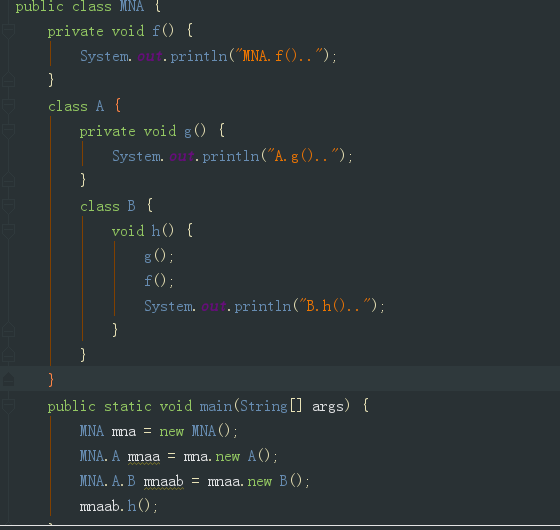 public class MNA {
private void f() {
System.out.println("MNA.f()..");
}
class A {
private void g() {
System.out.println("A.g()..");
}
class B {
void h() {
g();
f();
System.out.println("B.h()..");
}
}
}
public static void main(String[] args) {
MNA mna = new MNA();
MNA.A mnaa = mna.new A();
MNA.A.B mnaab = mnaa.new B();
mnaab.h();